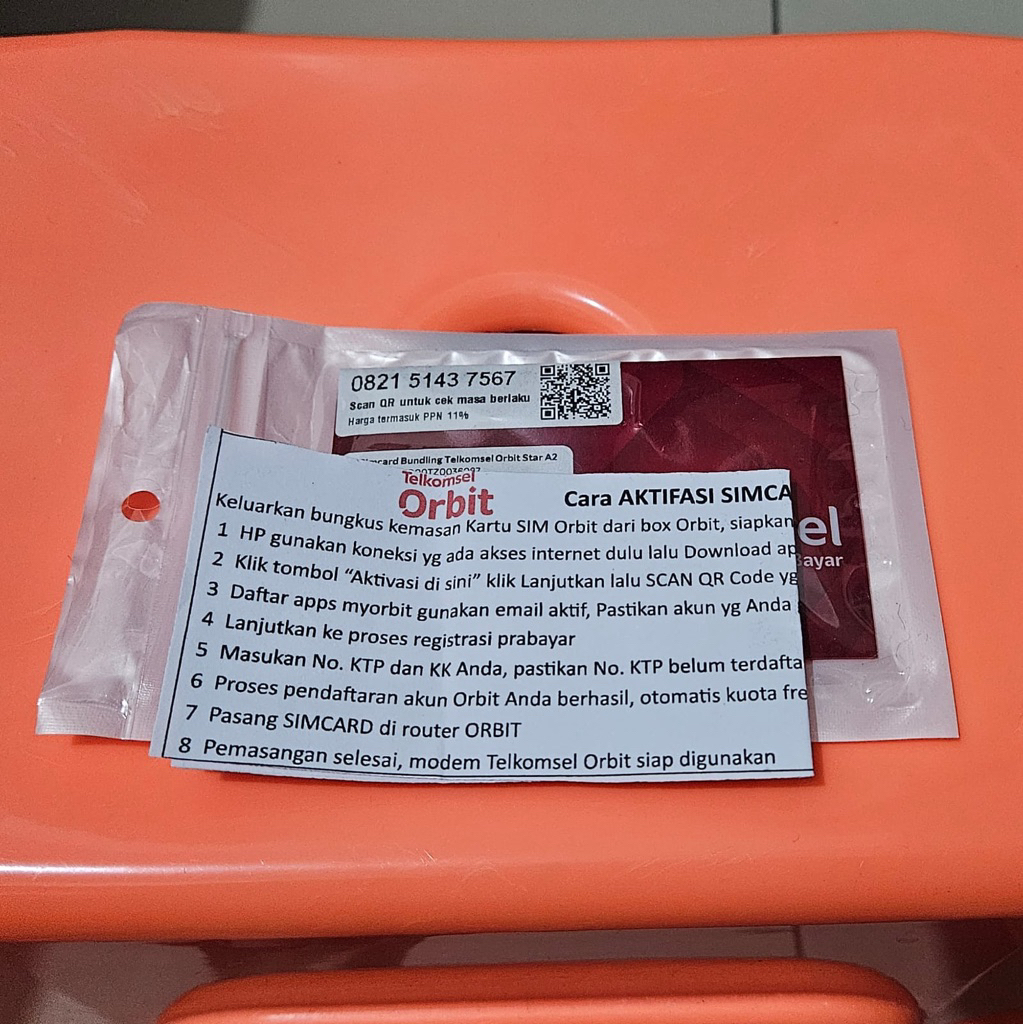 0821 5143 7567
Scan QR untuk cek masa berlaku
Harga termasuk PPN 11%
Bundling Telkomsel Orbit Star A2
el
Bayar
Telkomsel
Orbit
Cara AKTIFASI SIMCA
Keluarkan bungkus kemasan Kartu SIM Orbit dari box Orbit, siapkan
1 HP gunakan koneksi yg ada akses internet dulu lalu Download ap
2 Klik tombol “Aktivasi di sini” klik Lanjutkan lalu SCAN QR Code yg
3 Daftar apps myorbit gunakan email aktif, Pastikan akun yg Anda
4 Lanjutkan ke proses registrasi prabayar
5 Masukan No. KTP dan KK Anda, pastikan No. KTP belum terdafta
6 Proses pendaftaran akun Orbit Anda berhasil, otomatis kuota fre
7 Pasang SIMCARD di router ORBIT
8 Pemasangan selesai, modem Telkomsel Orbit siap digunakan